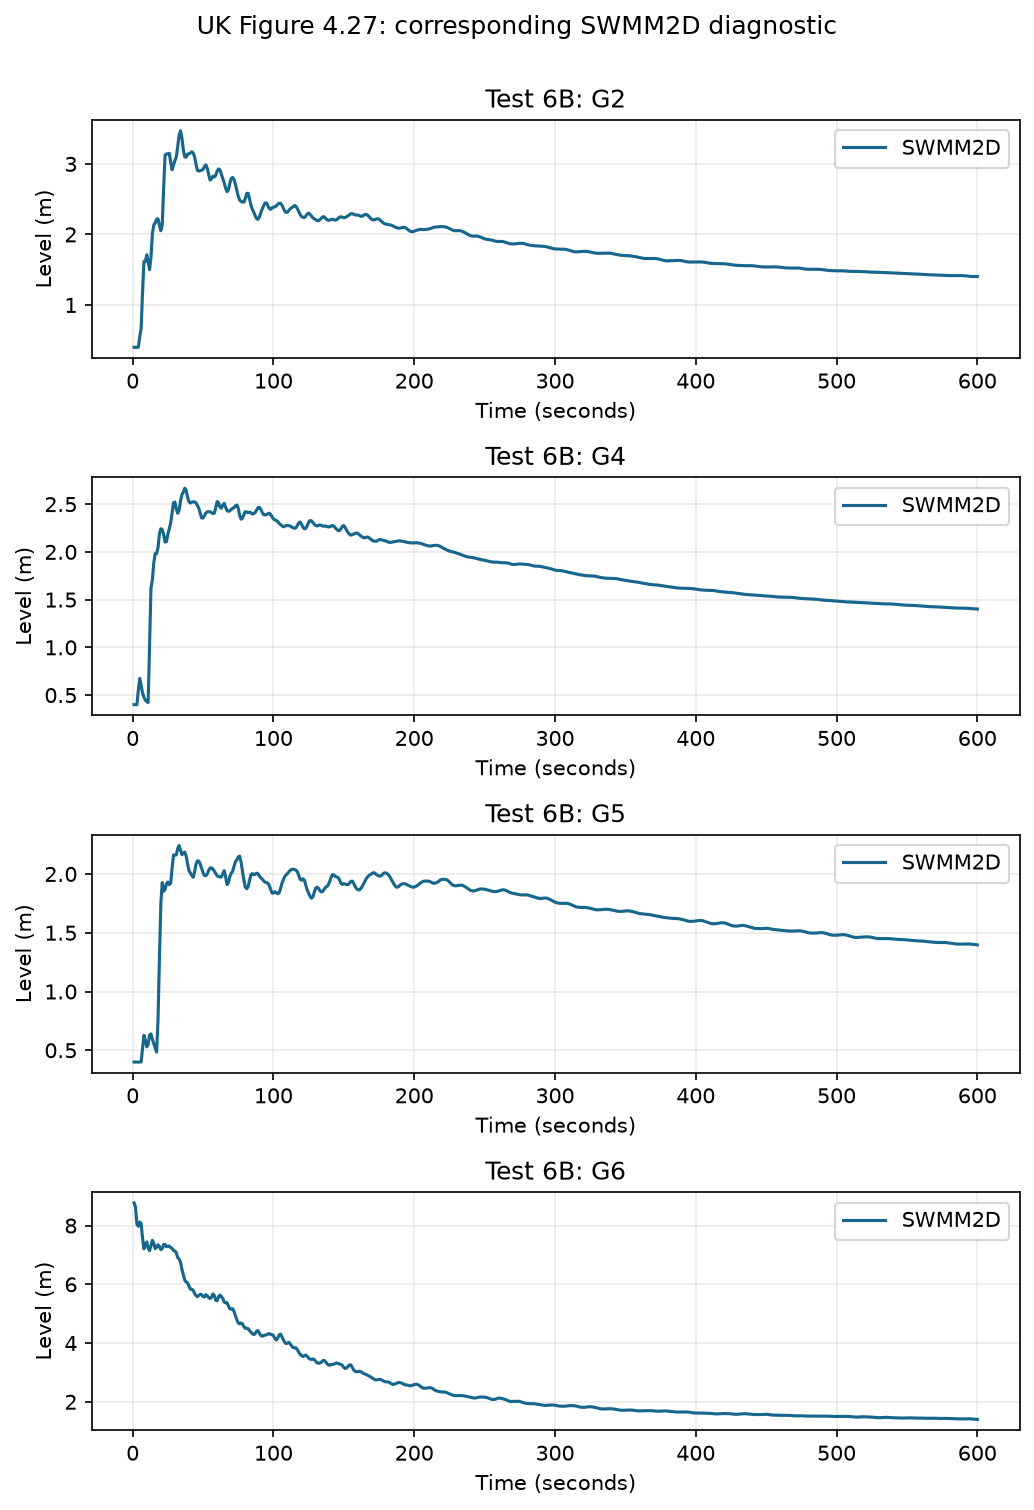 UK Figure 4.27: corresponding SWMM2D diagnostic
Test 6B: G2
SWMM2D
Level (m)
3
2
1
0 100 200 300 400 500 600
Time (seconds)
Test 6B: G4
SWMM2D
Level (m)
2.5
2.0
1.5
1.0
0.5
0 100 200 300 400 500 600
Time (seconds)
Test 6B: G5
SWMM2D
Level (m)
2.0
1.5
1.0
0.5
0 100 200 300 400 500 600
Time (seconds)
Test 6B: G6
SWMM2D
Level (m)
8
6
4
2
0 100 200 300 400 500 600
Time (seconds)